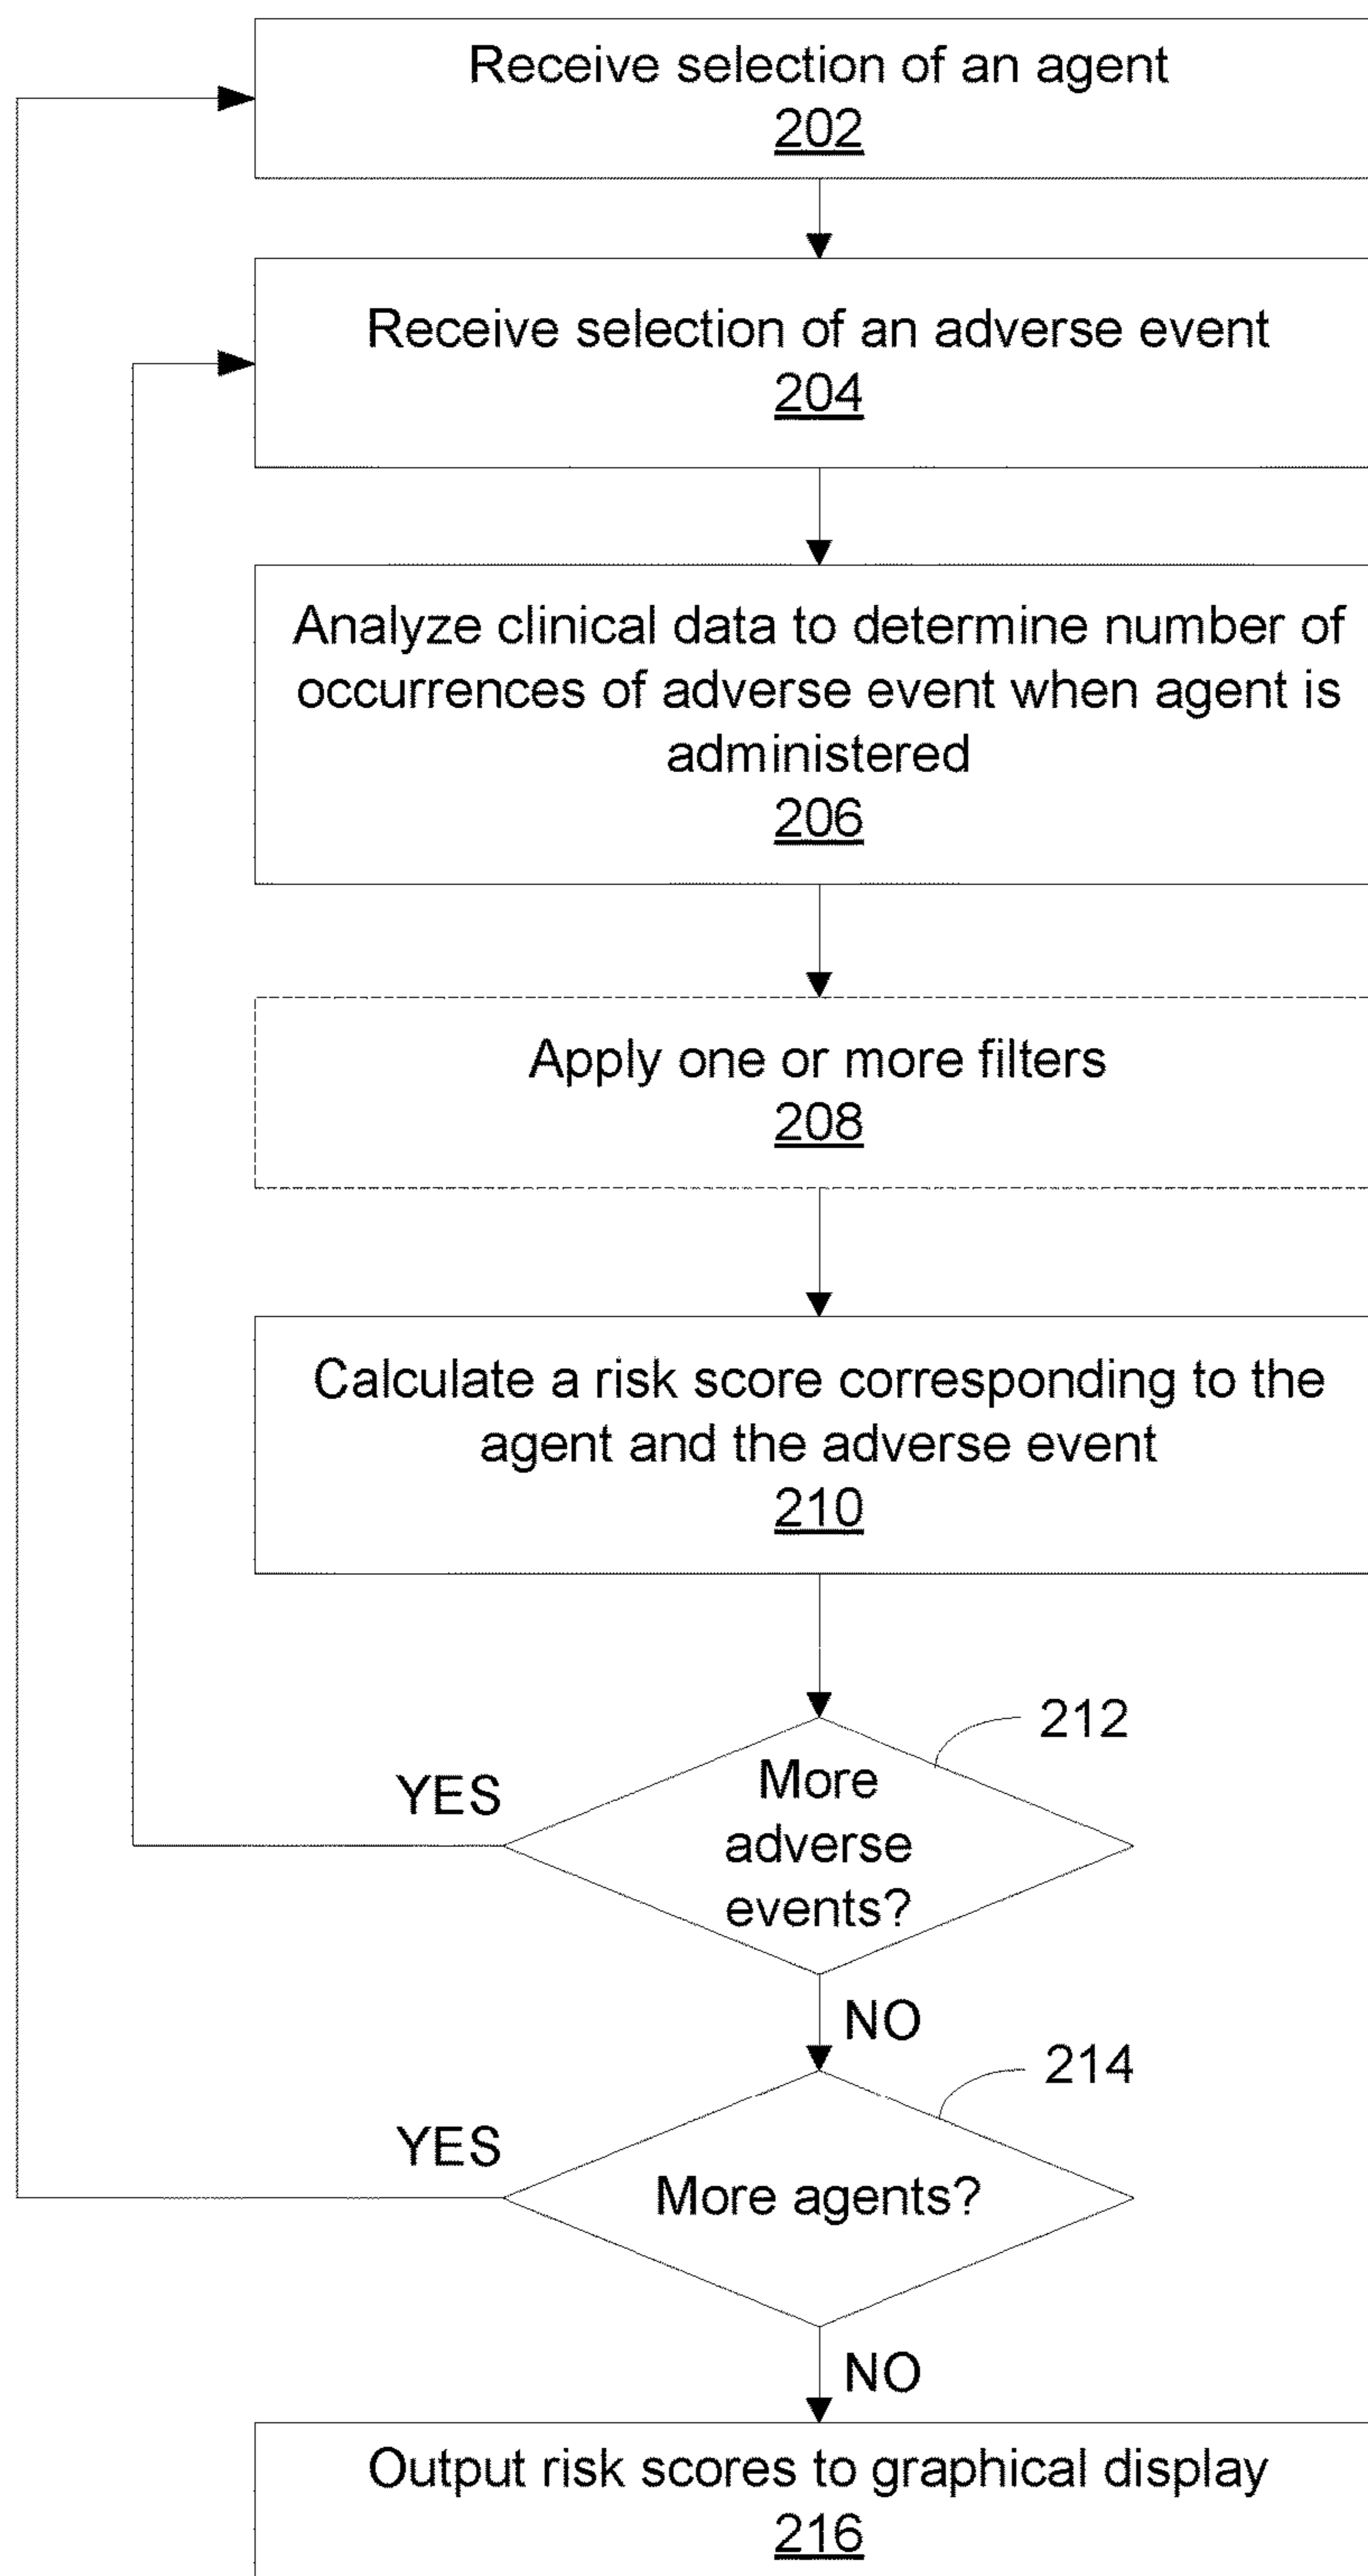 Receive selection of an agent
202
Receive selection of an adverse event
204
Analyze clinical data to determine number of
occurrences of adverse event when agent is
administered
206
Apply one or more filters
208
Calculate a risk score corresponding to the
agent and the adverse event
210
212
YES
More
adverse
events?
NO
214
YES
More agents?
NO
Output risk scores to graphical display
216